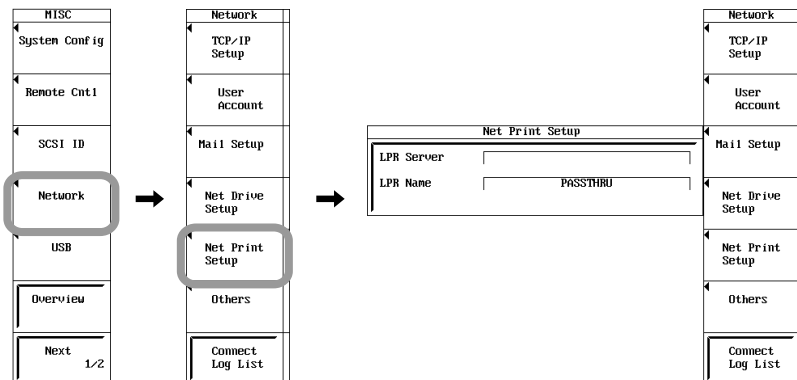 MISC
System Config
Remote Cntl
SCSI ID
Network
USB
Overview
Next
1/2
Network
TCP/IP
Setup
User
Account
Mail Setup
Net Drive
Setup
Net Print
Setup
Others
Connect
Log List
Net Print Setup
LPR Server
LPR Name
PASSTHRU
Network
TCP/IP
Setup
User
Account
Mail Setup
Net Drive
Setup
Net Print
Setup
Others
Connect
Log List